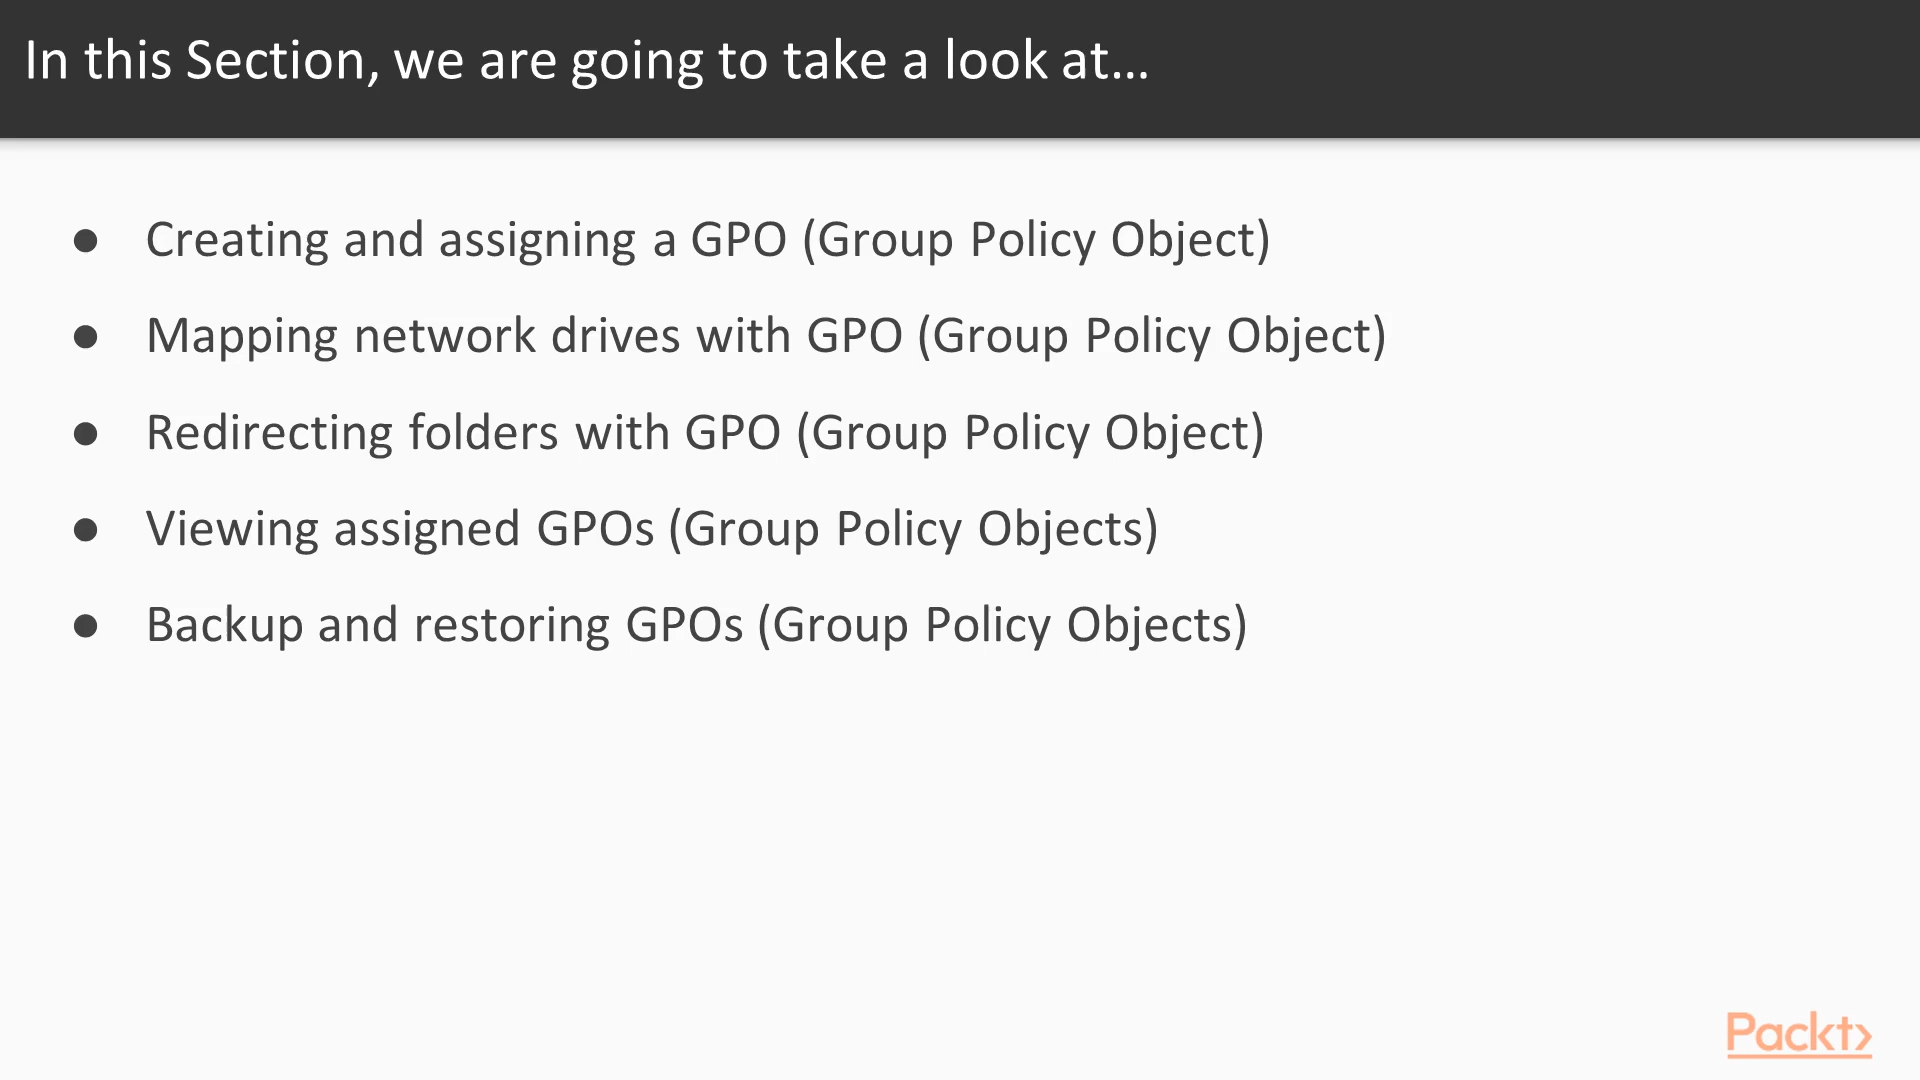 In this Section, we are going to take a look at...
● Creating and assigning a GPO (Group Policy Object)
● Mapping network drives with GPO (Group Policy Object)
● Redirecting folders with GPO (Group Policy Object)
● Viewing assigned GPOs (Group Policy Objects)
● Backup and restoring GPOs (Group Policy Objects)
Packt>